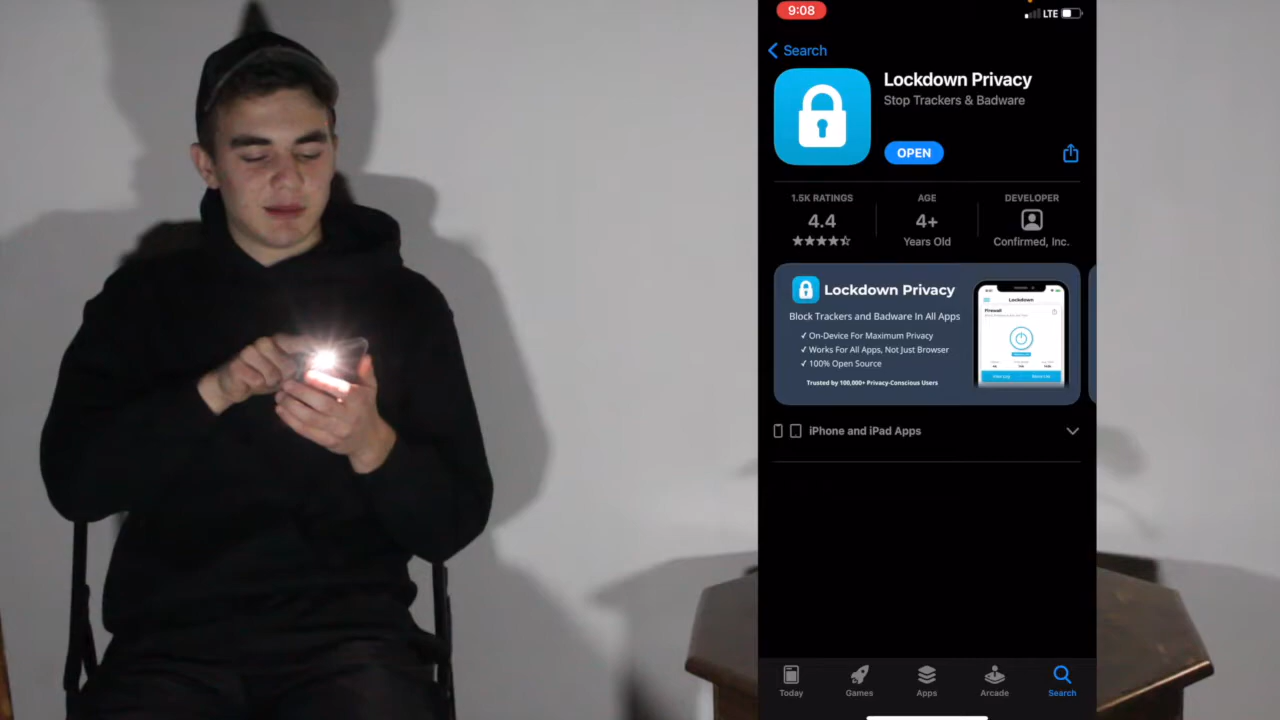 9:08
LTE
Search
Lockdown Privacy
Stop Trackers & Badware
OPEN
1.5K RATINGS
4.4
AGE
4+
Years Old
DEVELOPER
Confirmed, Inc.
Lockdown Privacy
Block Trackers and Badware In All Apps
✓ On-Device For Maximum Privacy
✓ Works For All Apps, Not Just Browser
✓ 100% Open Source
Trusted by 100,000+ Privacy-Conscious Users
Lockdown
Firewall
iPhone and iPad Apps
Today
Games
Apps
Arcade
Search